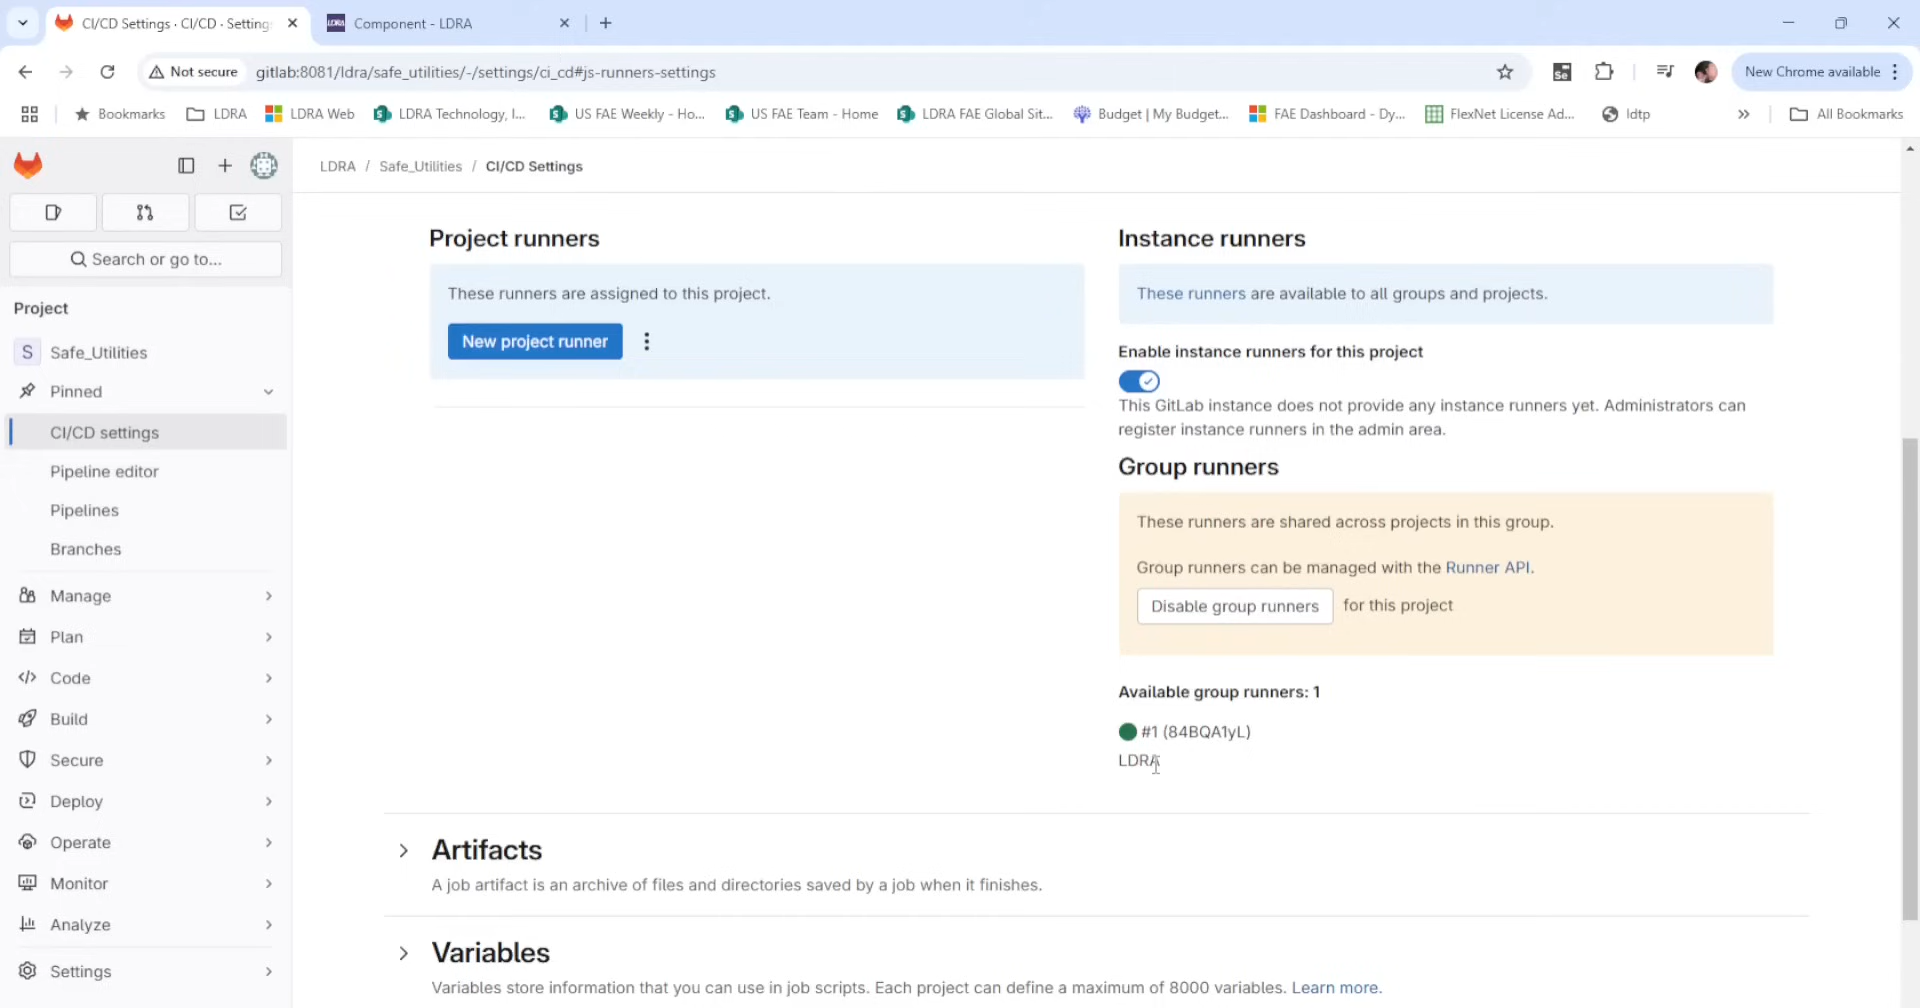 CI/CD Settings · CI/CD · Setting
Component - LDRA
Not secure
gitlab:8081/ldra/safe_utilities/-/settings/ci_cd#js-runners-settings
Se
New Chrome available
Bookmarks
LDRA
LDRA Web
LDRA Technology, I...
US FAE Weekly - Ho...
US FAE Team - Home
LDRA FAE Global Sit...
Budget | My Budget...
FAE Dashboard - Dy...
FlexNet License Ad...
ldtp
All Bookmarks
LDRA / Safe_Utilities / CI/CD Settings
Search or go to...
Project
S Safe_Utilities
Pinned
CI/CD settings
Pipeline editor
Pipelines
Branches
Manage
Plan
Code
Build
Secure
Deploy
Operate
Monitor
Analyze
Settings
Project runners
These runners are assigned to this project.
New project runner
Instance runners
These runners are available to all groups and projects.
Enable instance runners for this project
This GitLab instance does not provide any instance runners yet. Administrators can
register instance runners in the admin area.
Group runners
These runners are shared across projects in this group.
Group runners can be managed with the Runner API.
Disable group runners for this project
Available group runners: 1
#1 (84BQA1yL)
LDRA
Artifacts
A job artifact is an archive of files and directories saved by a job when it finishes.
Variables
Variables store information that you can use in job scripts. Each project can define a maximum of 8000 variables. Learn more.